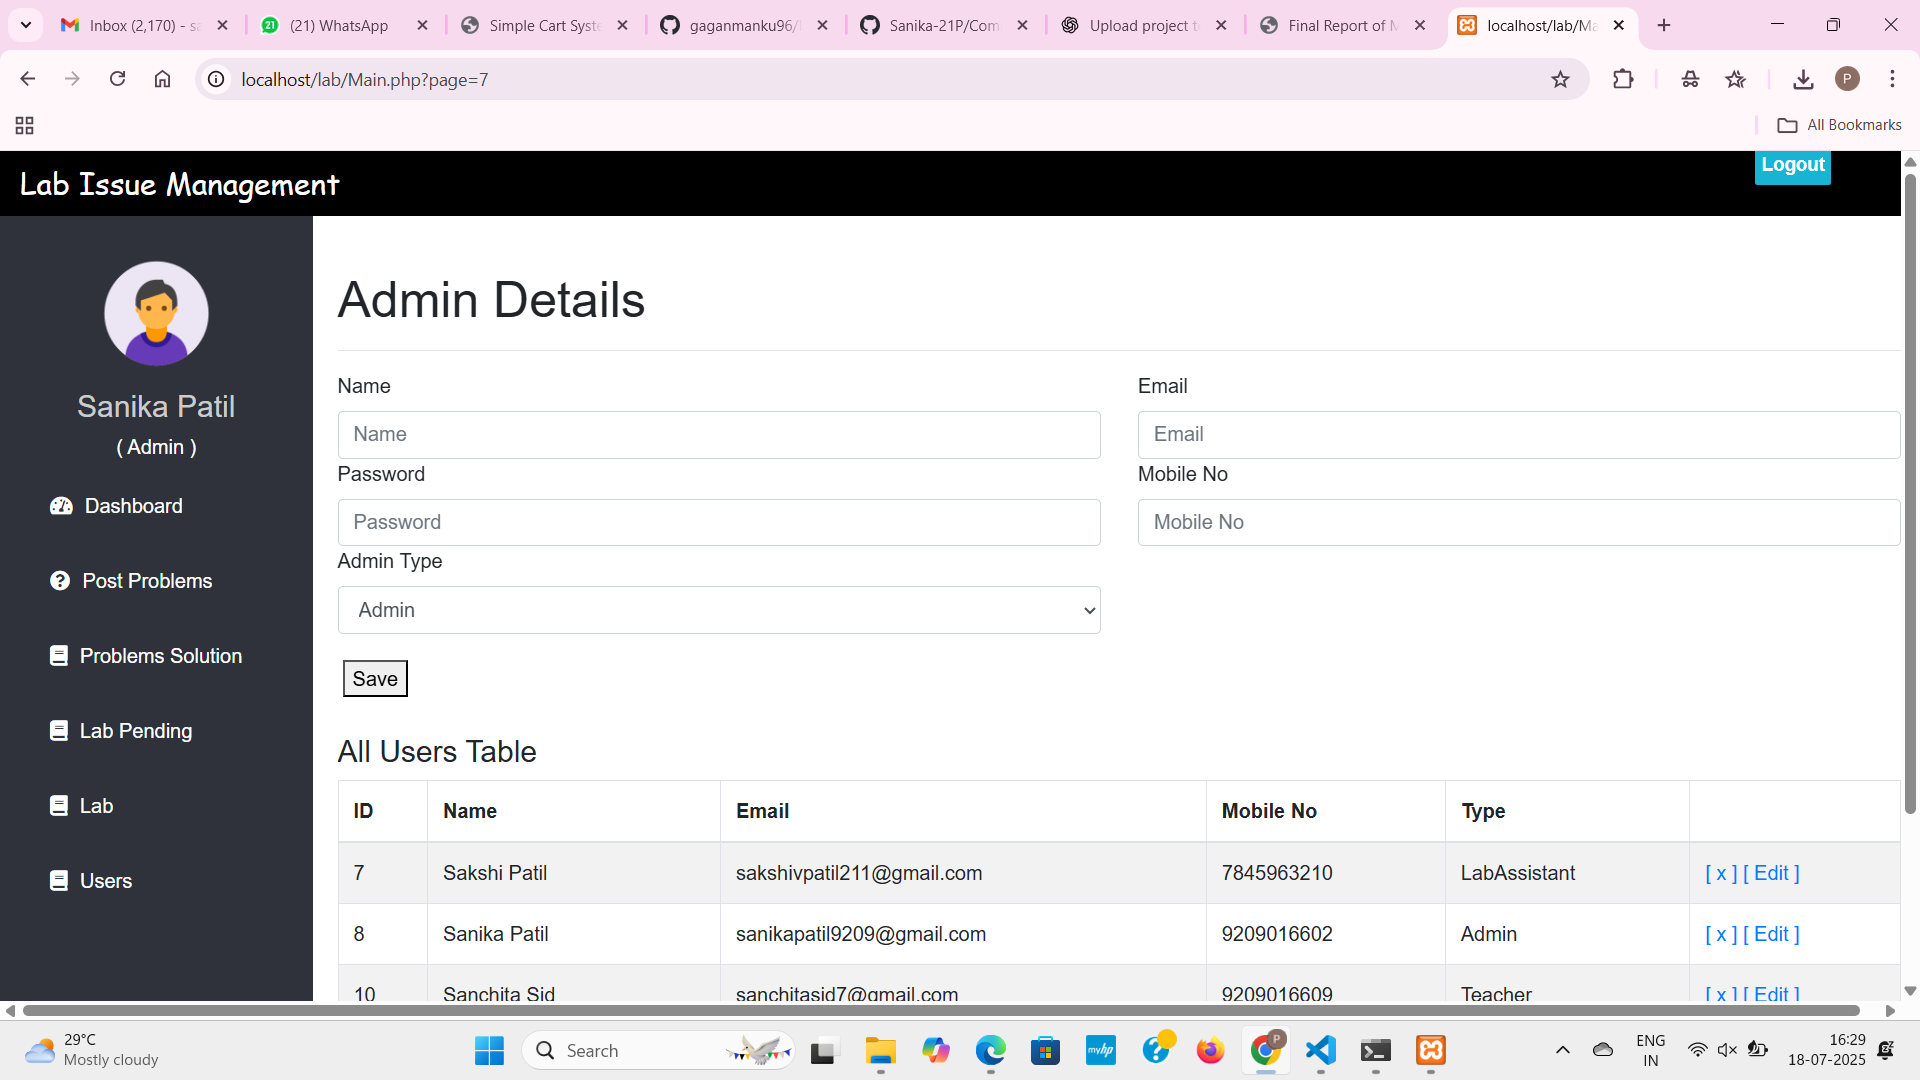 Inbox (2,170) - sa
(21) WhatsApp
Simple Cart Syste
gaganmanku96/
Sanika-21P/Com
Upload project t
Final Report of M
localhost/lab/Ma
localhost/lab/Main.php?page=7
P
All Bookmarks
Lab Issue Management
Logout
Sanika Patil
( Admin )
Dashboard
Post Problems
Problems Solution
Lab Pending
Lab
Users
Admin Details
Name
Email
Name
Email
Password
Mobile No
Password
Mobile No
Admin Type
Admin
Save
All Users Table
ID Name Email Mobile No Type
7 Sakshi Patil sakshivpatil211@gmail.com 7845963210 LabAssistant [ x ] [ Edit ]
8 Sanika Patil sanikapatil9209@gmail.com 9209016602 Admin [ x ] [ Edit ]
10 Sanchita Sid sanchitasid7@gmail.com 9209016609 Teacher [ x ] [ Edit ]
29°C
Mostly cloudy
Search
myhp
P
ENG
IN
16:29
18-07-2025